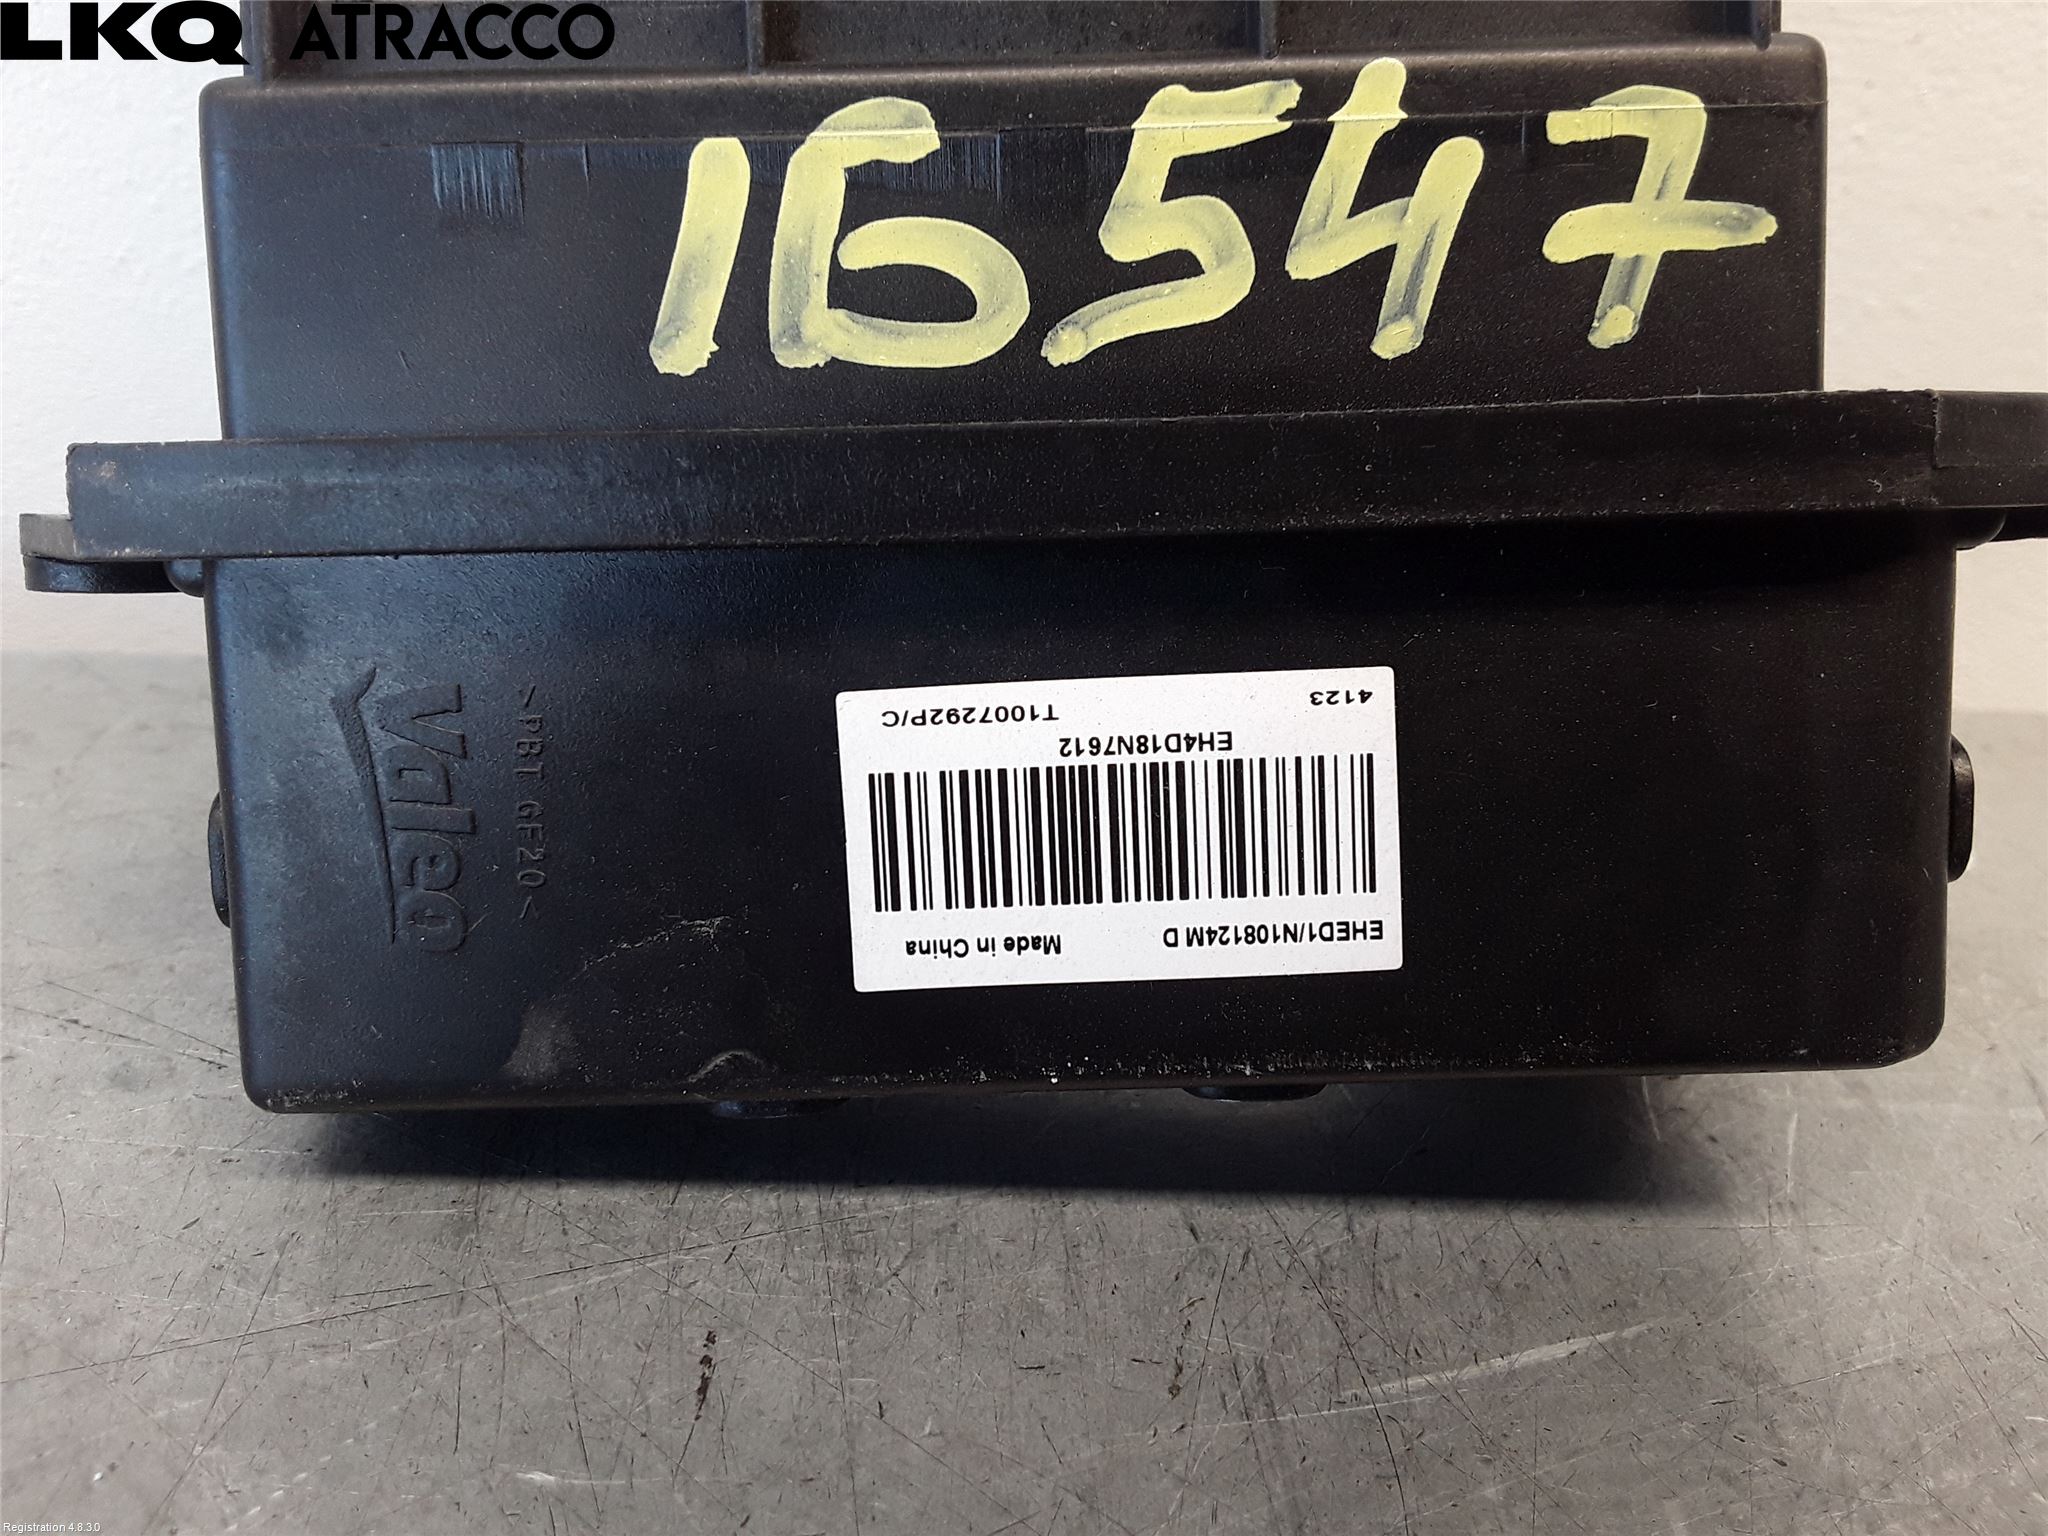 LKQ ATRACCO
16547
Valeo
>PBT GF20<
EHED1/N108124M D Made in China
EH4D18N7612
4123 T1007292P/C
Registration 4.8.3.0